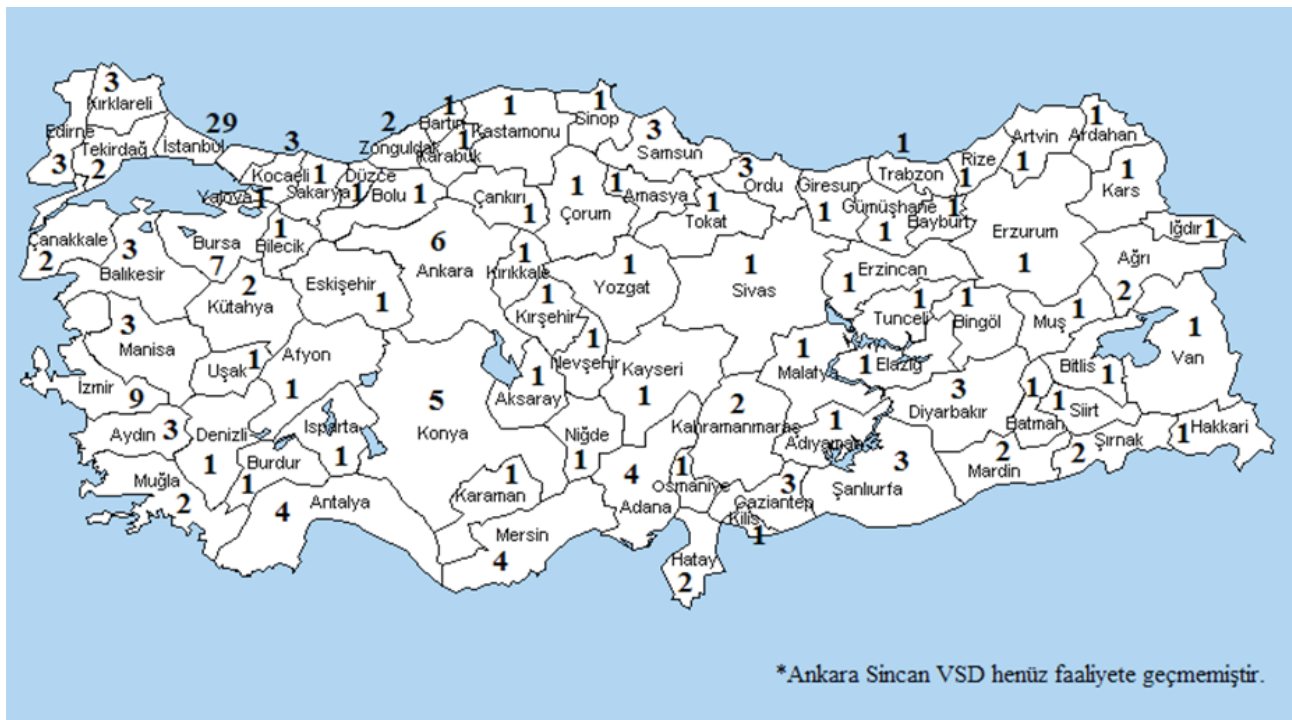 3
Kırklareli
Edirne
3
Tekirdağ
2
29
İstanbul
3
Kocaeli
1
Sakarya
Yalova
1
Düzce
1
2
Zonguldak
1
Bartın
1
Karabük
1
Kastamonu
1
Sinop
3
Samsun
3
Ordu
1
Trabzon
Rize
1
Artvin
1
1
Ardahan
1
Kars
Bolu
1
Çankırı
1
1
Çorum
1
Amasya
1
Tokat
Giresun
1
Gümüşhane
1
1
Bayburt
Erzurum
1
Iğdır
1
Ağrı
2
Çanakkale
2
3
Balıkesir
Bursa
7
1
Bilecik
2
Kütahya
Eskişehir
1
6
Ankara
1
Kırıkkale
1
Kırşehir
1
Yozgat
1
Sivas
Erzincan
1
1
Tunceli
1
Bingöl
1
Muş
1
Bitlis
1
Van
3
Manisa
Uşak
1
Afyon
1
1
Nevşehir
1
Aksaray
Kayseri
1
1
Malatya
1
Elazığ
İzmir
9
Aydın
3
Denizli
1
Isparta
1
Burdur
1
5
Konya
Niğde
1
2
Kahramanmaraş
1
Adıyaman
3
Diyarbakır
1
Batman
1
Siirt
2
Şırnak
1
Hakkari
Muğla
2
4
Antalya
1
Karaman
Mersin
4
4
Adana
1
Osmaniye
3
Gaziantep
Kilis
1
3
Şanlıurfa
2
Mardin
Hatay
2
*Ankara Sincan VSD henüz faaliyete geçmemiştir.